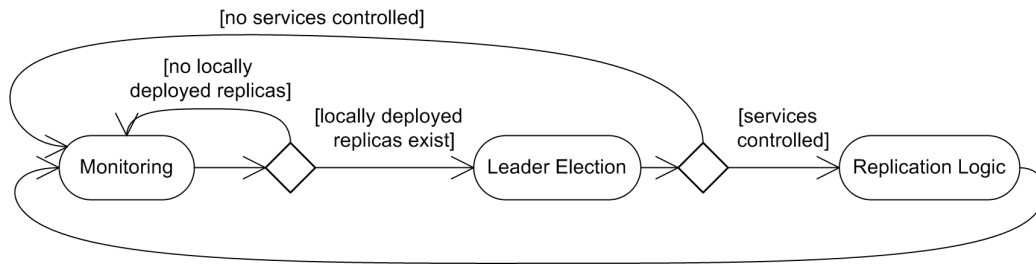 [no services controlled]
[no locally
deployed replicas]
[locally deployed
replicas exist]
[services
controlled]
Monitoring
Leader Election
Replication Logic